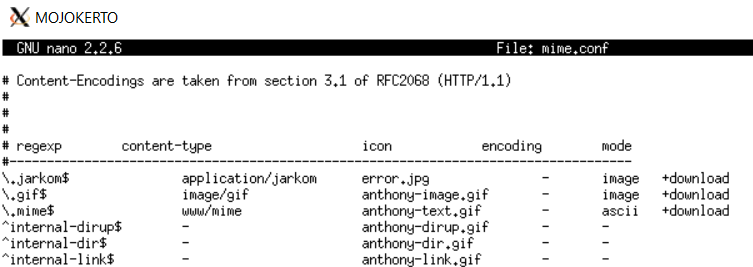 MOJOKERTO
GNU nano 2.2.6 File: mime.conf
# Content-Encodings are taken from section 3.1 of RFC2068 (HTTP/1.1)
#
#
#
# regexp content-type icon encoding mode
#-----------------------------------------------------------------------------------
\.jarkom$ application/jarkom error.jpg - image +download
\.gif$ image/gif anthony-image.gif - image +download
\.mime$ www/mime anthony-text.gif - ascii +download
^internal-dirup$ - anthony-dirup.gif - -
^internal-dir$ - anthony-dir.gif - -
^internal-link$ - anthony-link.gif - -